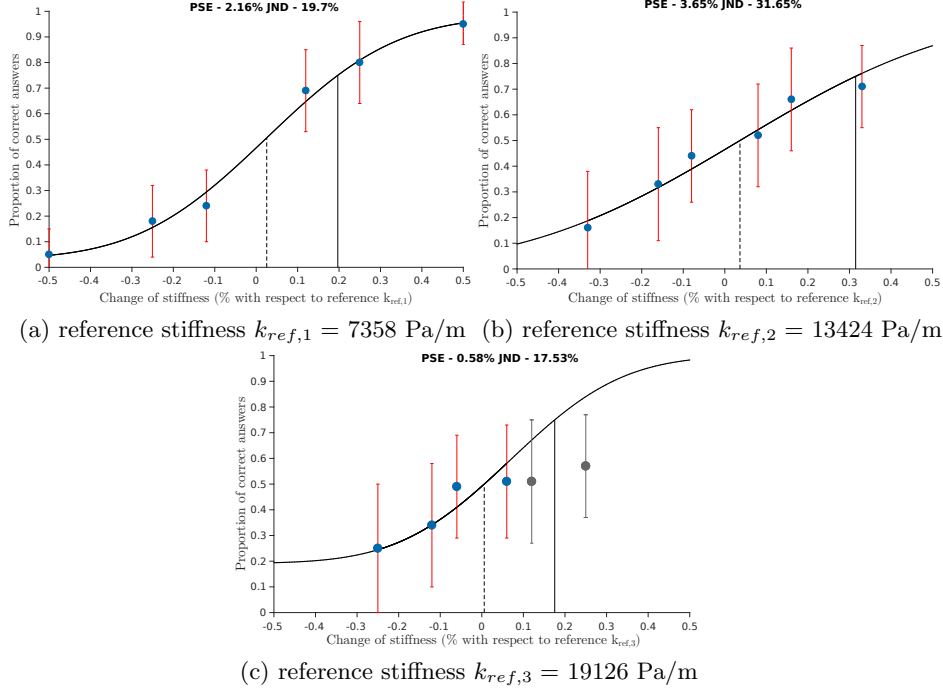 PSE - 2.16% JND - 19.7%
Proportion of correct answers
1
0.9
0.8
0.7
0.6
0.5
0.4
0.3
0.2
0.1
0
-0.5 -0.4 -0.3 -0.2 -0.1 0 0.1 0.2 0.3 0.4 0.5
Change of stiffness (% with respect to reference k_ref,1)
(a) reference stiffness k_ref,1 = 7358 Pa/m
PSE - 3.65% JND - 31.65%
Proportion of correct answers
1
0.9
0.8
0.7
0.6
0.5
0.4
0.3
0.2
0.1
0
-0.5 -0.4 -0.3 -0.2 -0.1 0 0.1 0.2 0.3 0.4 0.5
Change of stiffness (% with respect to reference k_ref,2)
(b) reference stiffness k_ref,2 = 13424 Pa/m
PSE - 0.58% JND - 17.53%
Proportion of correct answers
1
0.9
0.8
0.7
0.6
0.5
0.4
0.3
0.2
0.1
0
-0.5 -0.4 -0.3 -0.2 -0.1 0 0.1 0.2 0.3 0.4 0.5
Change of stiffness (% with respect to reference k_ref,3)
(c) reference stiffness k_ref,3 = 19126 Pa/m